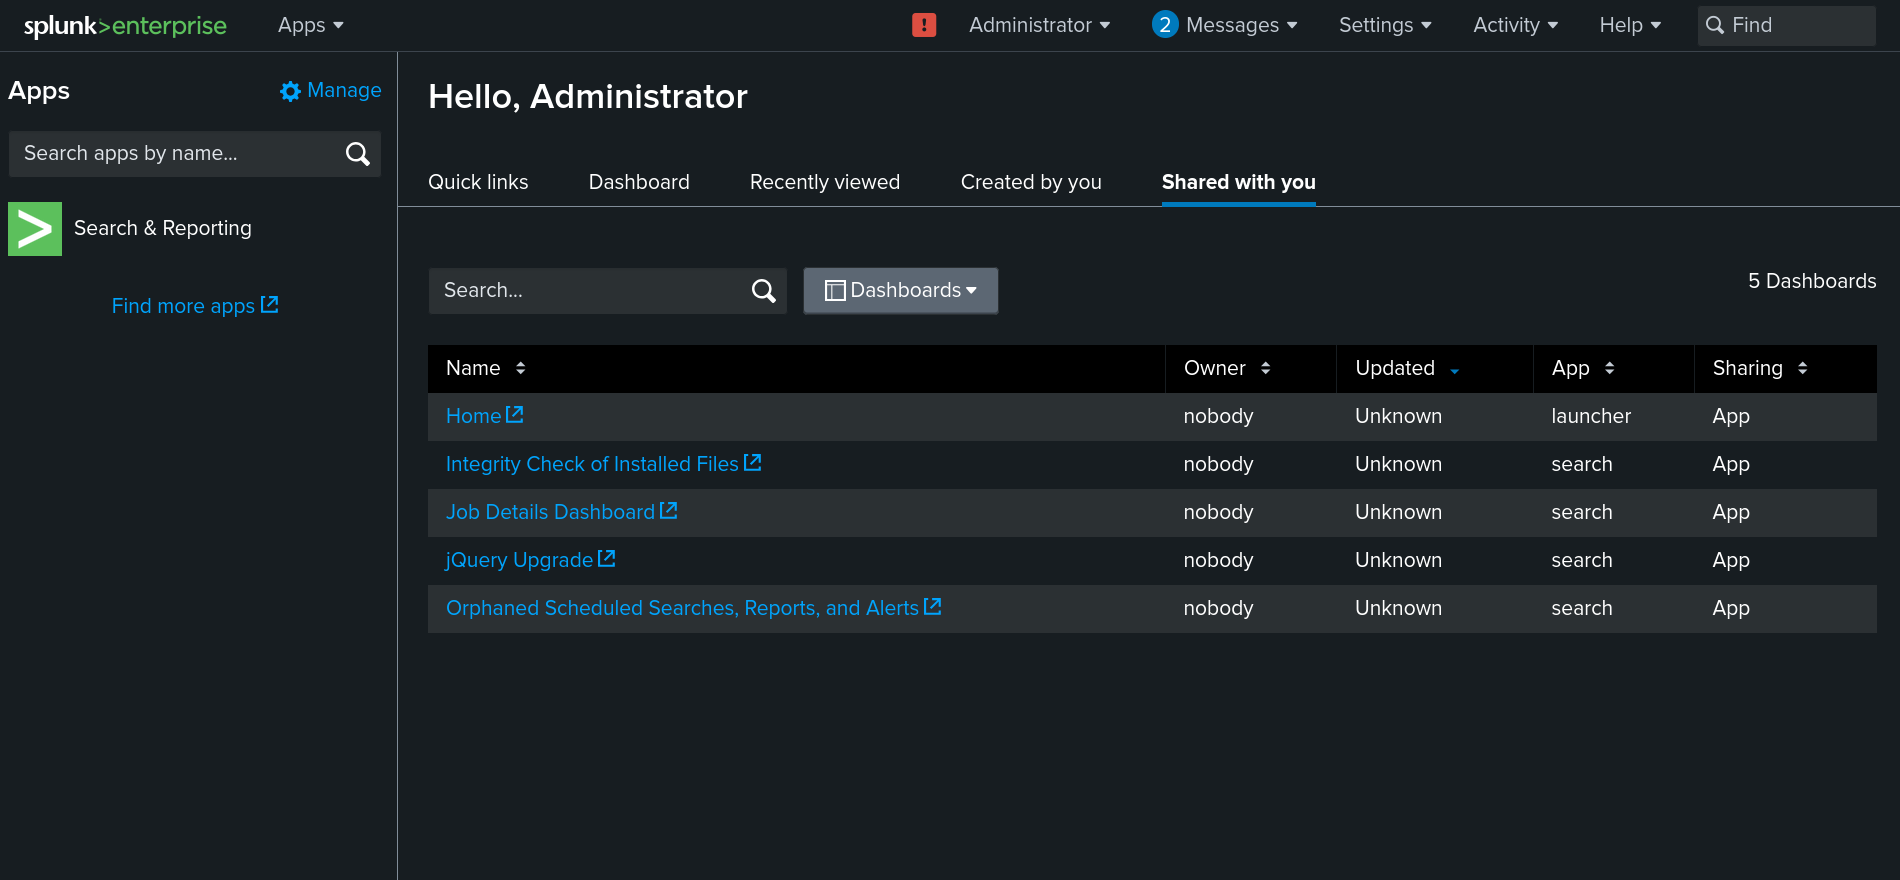 splunk>enterprise Apps ! Administrator 2 Messages Settings Activity Help Find
Apps Manage
Search apps by name...
Search & Reporting
Find more apps
Hello, Administrator
Quick links Dashboard Recently viewed Created by you Shared with you
Search... Dashboards 5 Dashboards
Name Owner Updated App Sharing
Home nobody Unknown launcher App
Integrity Check of Installed Files nobody Unknown search App
Job Details Dashboard nobody Unknown search App
jQuery Upgrade nobody Unknown search App
Orphaned Scheduled Searches, Reports, and Alerts nobody Unknown search App